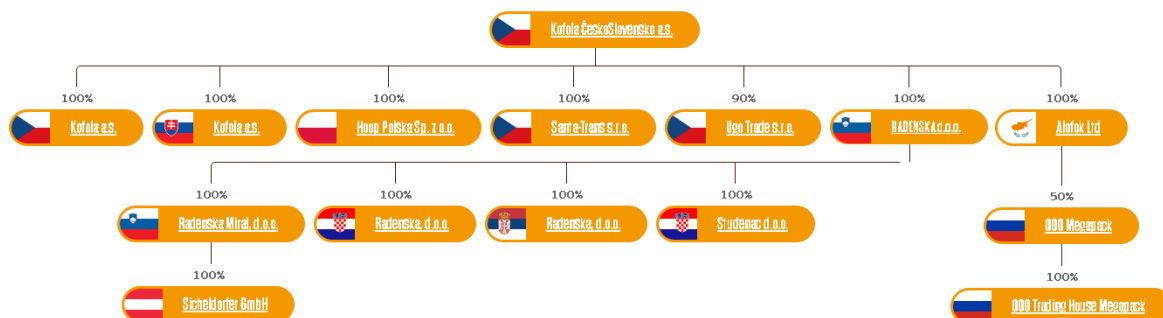 Kofola ČeskoSlovensko a.s.
100% 100% 100% 100% 90% 100% 100%
Kofola a.s. Kofola a.s. Hoop Polska Sp. z o.o. Santa-Trans s.r.o. Ugo Trade s.r.o. RADENSKA d.o.o. Alofok Ltd
100% 100% 100% 100% 50%
Radenska Miral, d.o.o. Radenska, d.o.o. Radenska, d.o.o. Studenac d.o.o. OOO Megapack
100% 100%
Sicheldorfer GmbH OOO Trading House Megapack